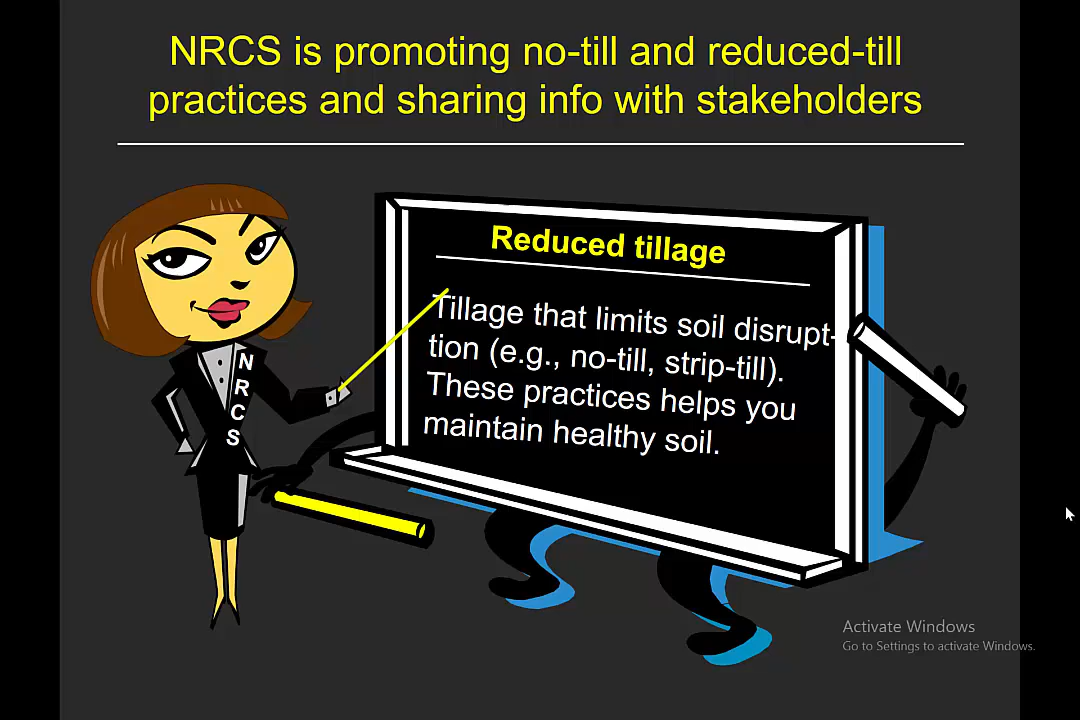 NRCS is promoting no-till and reduced-till
practices and sharing info with stakeholders
Reduced tillage
Tillage that limits soil disrupt-
tion (e.g., no-till, strip-till).
These practices helps you
maintain healthy soil.
NRCS
Activate Windows
Go to Settings to activate Windows.